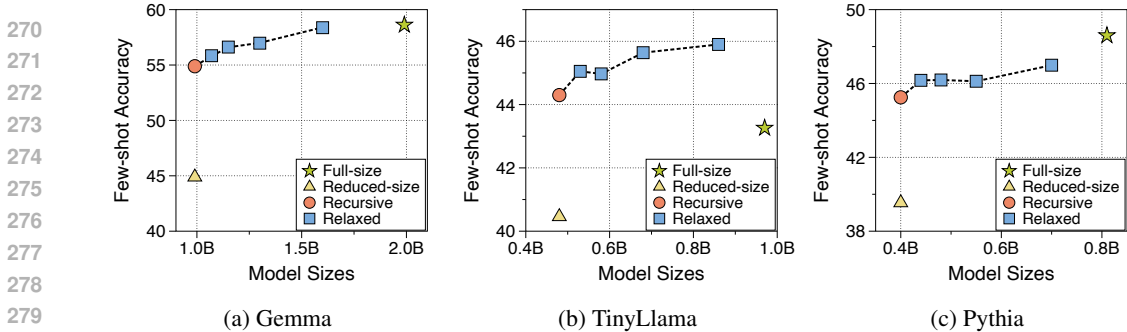 270
271
272
273
274
275
276
277
278
279
Few-shot Accuracy
60
55
50
45
40
1.0B 1.5B 2.0B
Model Sizes
Full-size
Reduced-size
Recursive
Relaxed
(a) Gemma
Few-shot Accuracy
46
44
42
40
0.4B 0.6B 0.8B 1.0B
Model Sizes
Full-size
Reduced-size
Recursive
Relaxed
(b) TinyLlama
Few-shot Accuracy
50
46
42
38
0.4B 0.6B 0.8B
Model Sizes
Full-size
Reduced-size
Recursive
Relaxed
(c) Pythia